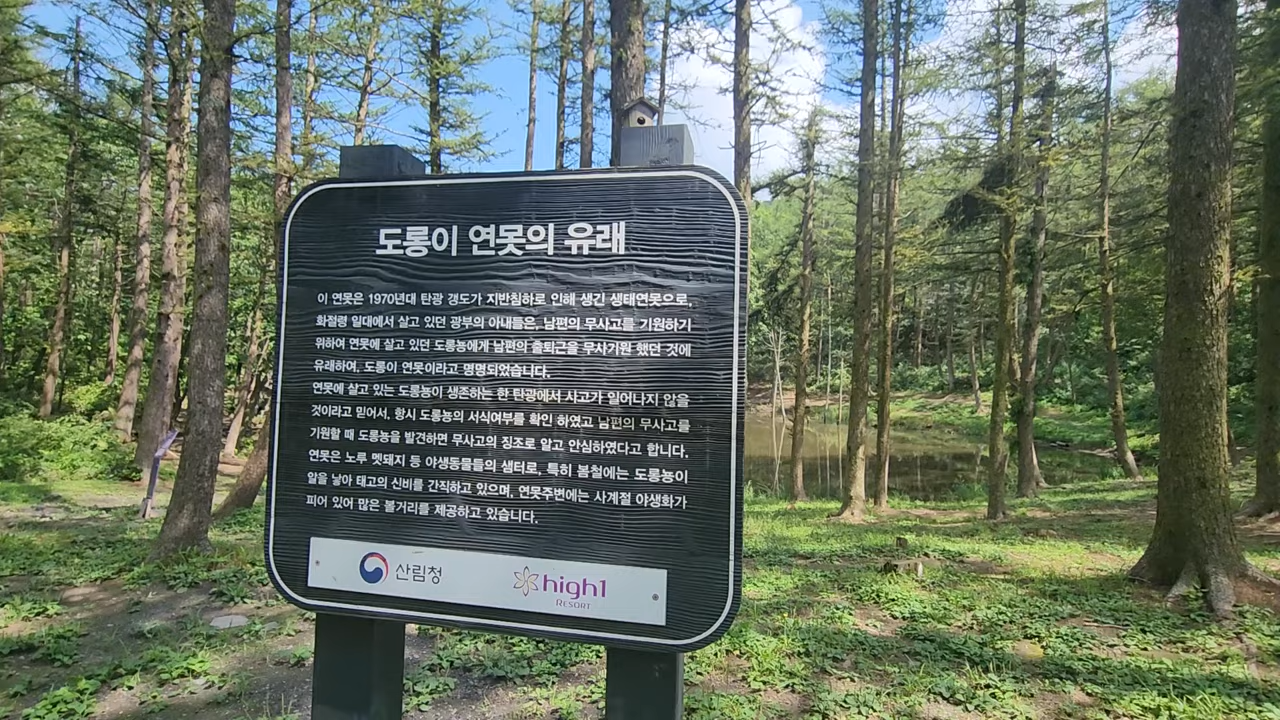 도롱이 연못의 유래
이 연못은 1970년대 탄광 갱도가 지반침하로 인해 생긴 생태연못으로,
화절령 일대에서 살고 있던 광부의 아내들은, 남편의 무사고를 기원하기
위하여 연못에 살고 있던 도롱뇽에게 남편의 출퇴근을 무사기원 했던 것에
유래하여, 도롱이 연못이라고 명명되었습니다.
연못에 살고 있는 도롱뇽이 생존하는 한 탄광에서 사고가 일어나지 않을
것이라고 믿어서, 항시 도롱뇽의 서식여부를 확인 하였고 남편의 무사고를
기원할 때 도롱뇽을 발견하면 무사고의 징조로 알고 안심하였다고 합니다.
연못은 노루 멧돼지 등 야생동물들의 샘터로, 특히 봄철에는 도롱뇽이
알을 낳아 태고의 신비를 간직하고 있으며, 연못주변에는 사계절 야생화가
피어 있어 많은 볼거리를 제공하고 있습니다.
산림청 high1
RESORT